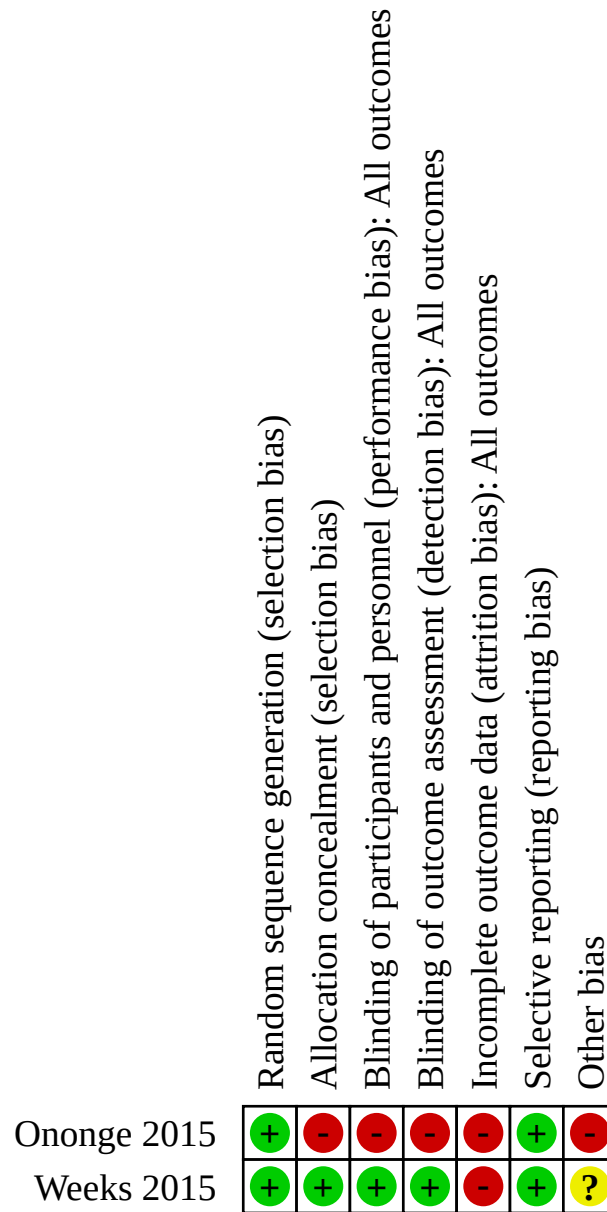 Random sequence generation (selection bias)
Allocation concealment (selection bias)
Blinding of participants and personnel (performance bias): All outcomes
Blinding of outcome assessment (detection bias): All outcomes
Incomplete outcome data (attrition bias): All outcomes
Selective reporting (reporting bias)
Other bias
Ononge 2015 + - - - - + -
Weeks 2015 + + + + - + ?